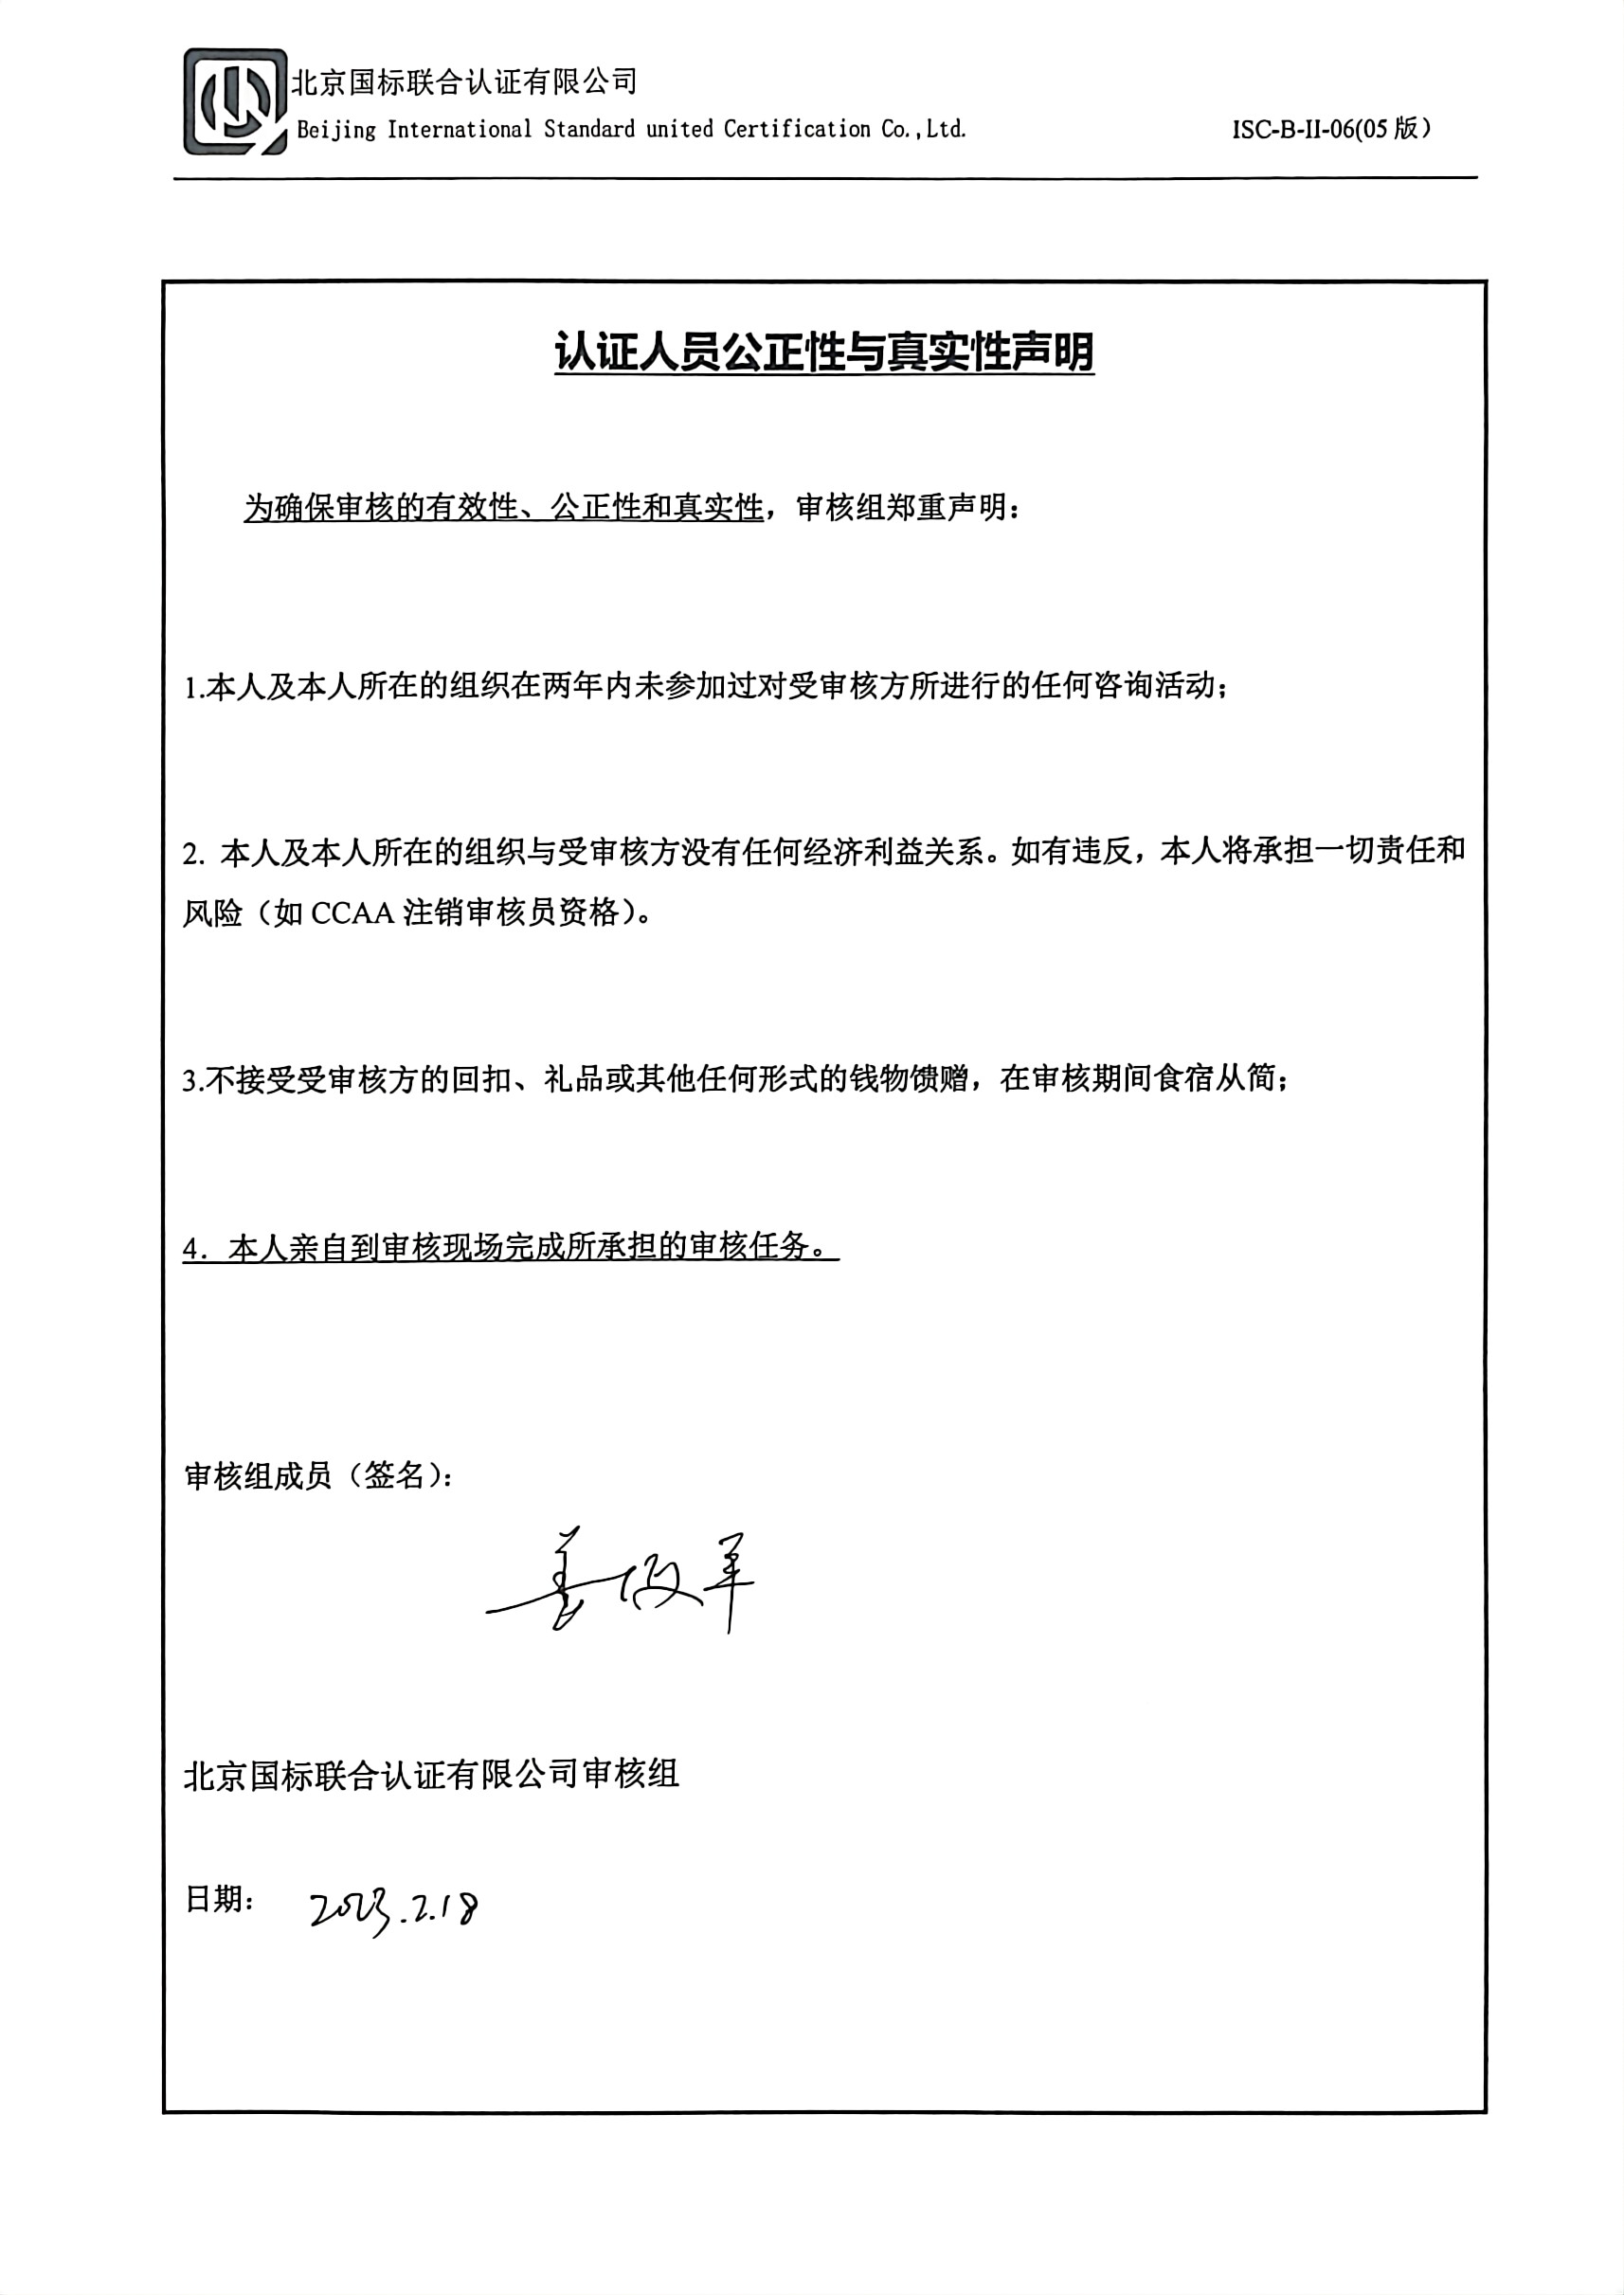 北京国标联合认证有限公司
Beijing International Standard united Certification Co.,Ltd.
ISC-B-II-06(05 版)
认证人员公正性与真实性声明
为确保审核的有效性、公正性和真实性，审核组郑重声明：
1.本人及本人所在的组织在两年内未参加过对受审核方所进行的任何咨询活动；
2. 本人及本人所在的组织与受审核方没有任何经济利益关系。如有违反，本人将承担一切责任和
风险（如 CCAA 注销审核员资格）。
3.不接受受审核方的回扣、礼品或其他任何形式的钱物馈赠，在审核期间食宿从简；
4. 本人亲自到审核现场完成所承担的审核任务。
审核组成员（签名）：
北京国标联合认证有限公司审核组
日期： 2023.2.18